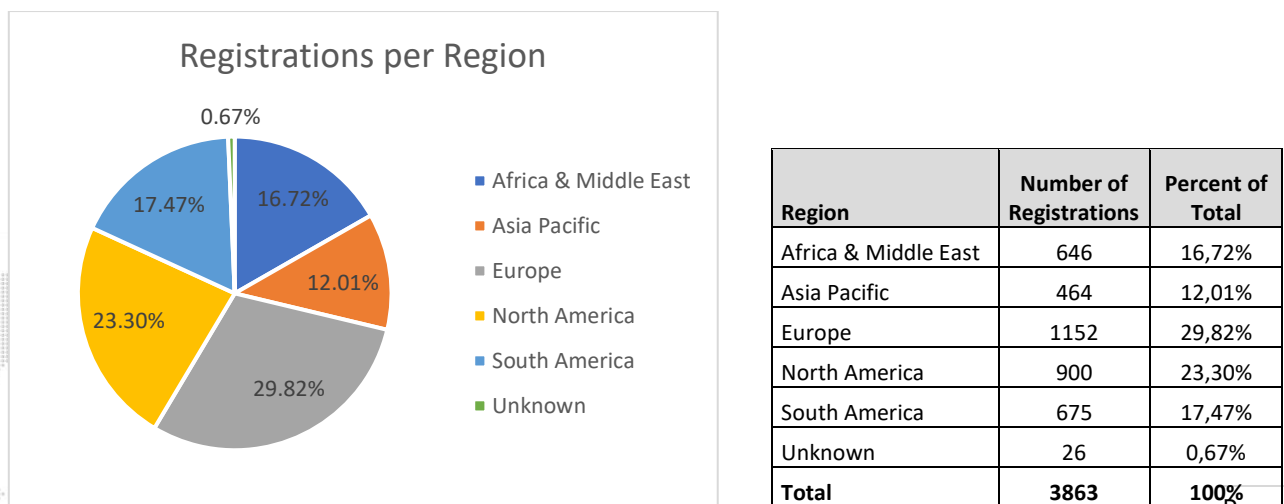 Registrations per Region
0.67%
16.72%
17.47%
12.01%
23.30%
29.82%
Africa & Middle East
Asia Pacific
Europe
North America
South America
Unknown
Region Number of Registrations Percent of Total
Africa & Middle East 646 16,72%
Asia Pacific 464 12,01%
Europe 1152 29,82%
North America 900 23,30%
South America 675 17,47%
Unknown 26 0,67%
Total 3863 100%